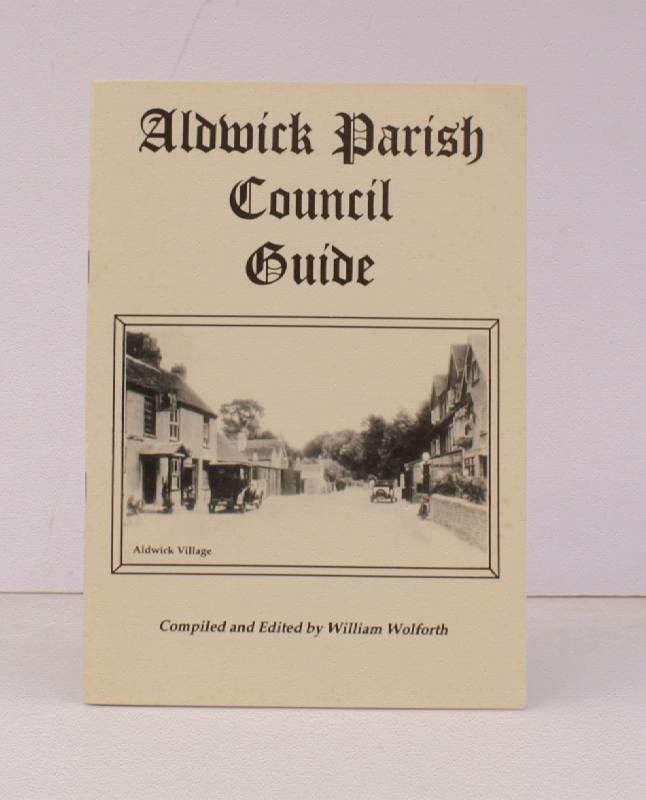 Aldwick Parish
Council
Guide
Aldwick Village
Compiled and Edited by William Wolforth